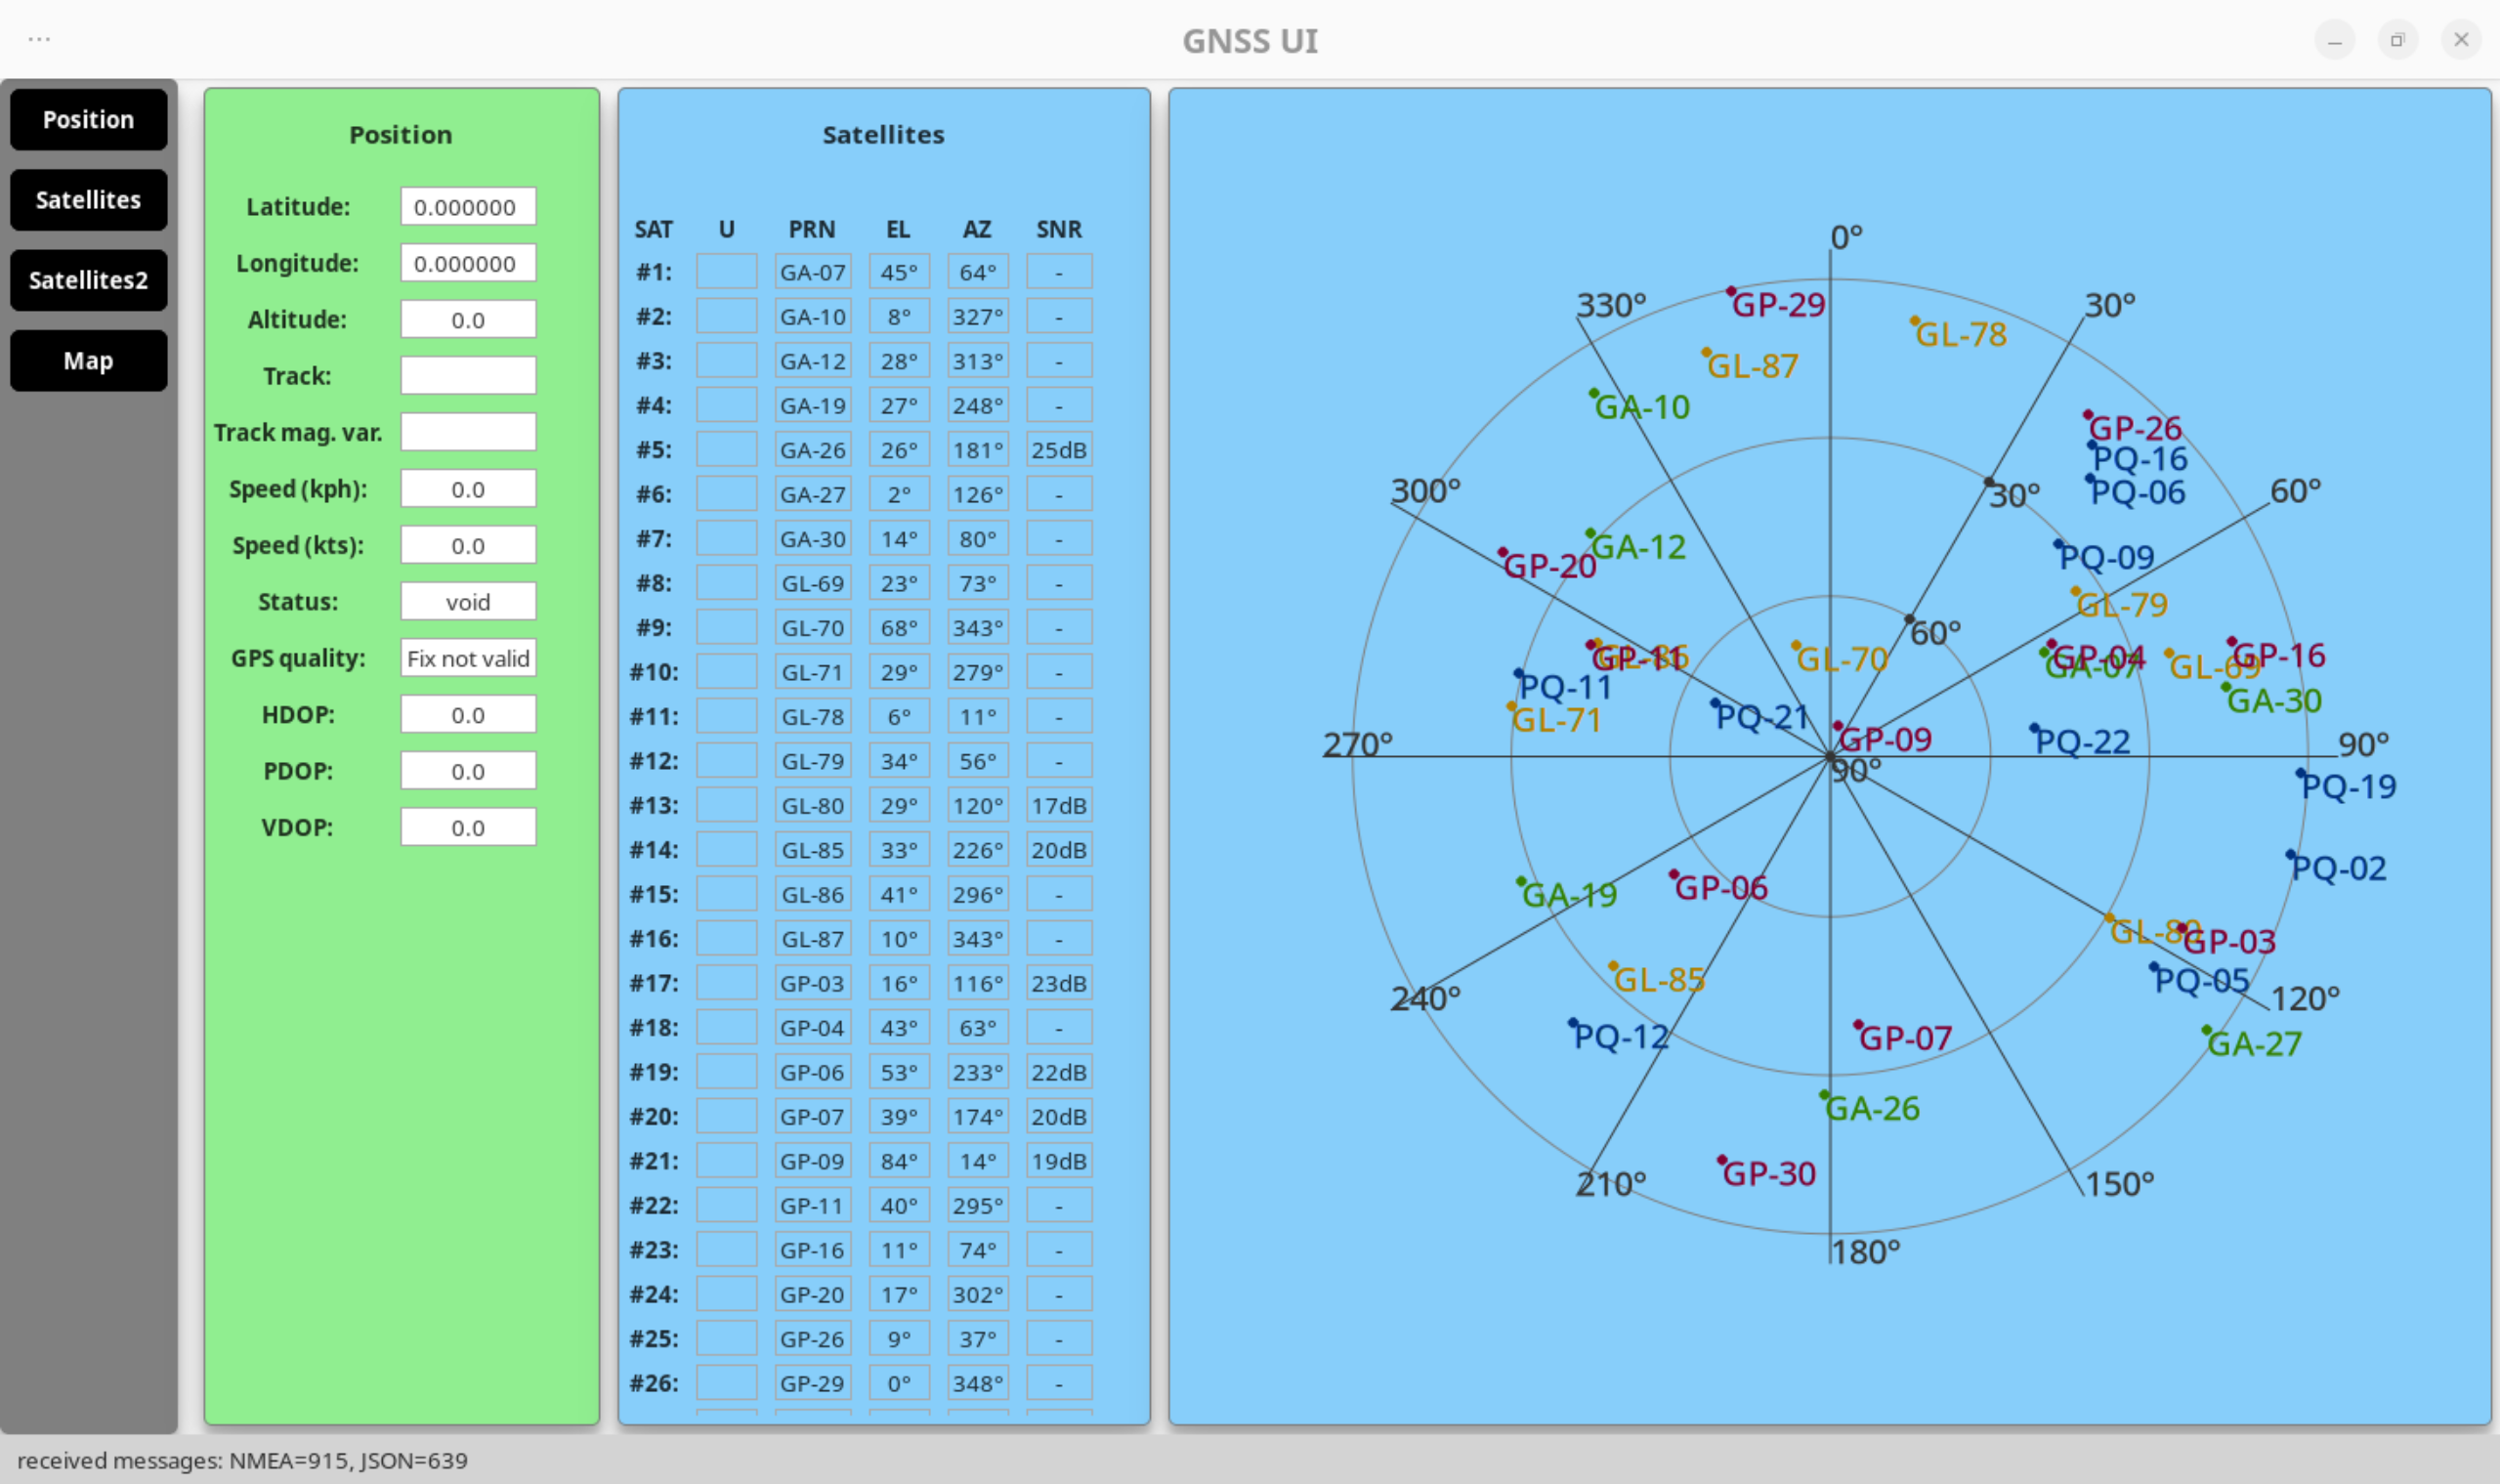 ...
GNSS UI
Position
Satellites
Satellites2
Map
Position
Latitude: 0.000000
Longitude: 0.000000
Altitude: 0.0
Track:
Track mag. var.
Speed (kph): 0.0
Speed (kts): 0.0
Status: void
GPS quality: Fix not valid
HDOP: 0.0
PDOP: 0.0
VDOP: 0.0
Satellites
SAT U PRN EL AZ SNR
#1: GA-07 45° 64° -
#2: GA-10 8° 327° -
#3: GA-12 28° 313° -
#4: GA-19 27° 248° -
#5: GA-26 26° 181° 25dB
#6: GA-27 2° 126° -
#7: GA-30 14° 80° -
#8: GL-69 23° 73° -
#9: GL-70 68° 343° -
#10: GL-71 29° 279° -
#11: GL-78 6° 11° -
#12: GL-79 34° 56° -
#13: GL-80 29° 120° 17dB
#14: GL-85 33° 226° 20dB
#15: GL-86 41° 296° -
#16: GL-87 10° 343° -
#17: GP-03 16° 116° 23dB
#18: GP-04 43° 63° -
#19: GP-06 53° 233° 22dB
#20: GP-07 39° 174° 20dB
#21: GP-09 84° 14° 19dB
#22: GP-11 40° 295° -
#23: GP-16 11° 74° -
#24: GP-20 17° 302° -
#25: GP-26 9° 37° -
#26: GP-29 0° 348° -
0°
330°
GP-29
30°
GL-78
GL-87
GA-10
GP-26
PQ-16
300°
30°
PQ-06
60°
GA-12
GP-20
PQ-09
GL-79
60°
GL-86
GP-11
GL-70
GP-04
GA-07
GL-69
GP-16
PQ-11
GA-30
GL-71
PQ-21
270°
GP-09
PQ-22
90°
90°
PQ-19
PQ-02
GA-19
GP-06
GL-80
GP-03
GL-85
PQ-05
240°
120°
PQ-12
GP-07
GA-27
GA-26
GP-30
210°
150°
180°
received messages: NMEA=915, JSON=639